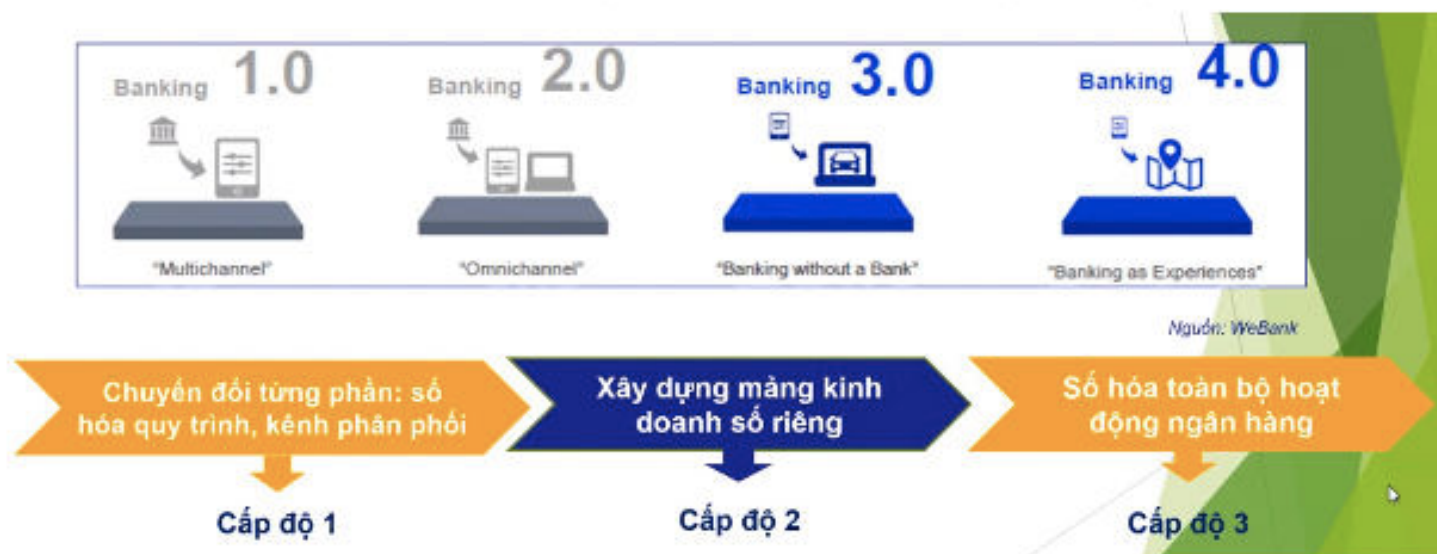 Banking 1.0
Banking 2.0
Banking 3.0
Banking 4.0
"Multichannel"
"Omnichannel"
"Banking without a Bank"
"Banking as Experiences"
Nguồn: WeBank
Chuyển đổi từng phần: số
hóa quy trình, kênh phân phối
Xây dựng mảng kinh
doanh số riêng
Số hóa toàn bộ hoạt
động ngân hàng
Cấp độ 1
Cấp độ 2
Cấp độ 3